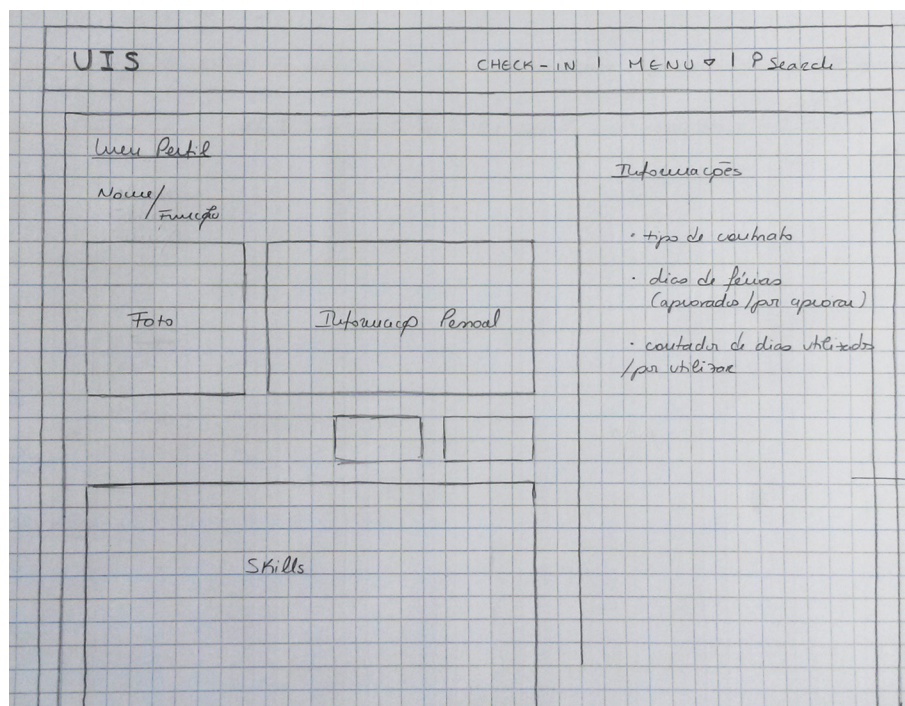 UIS
CHECK-IN | MENU ▽ | Search
Meu Perfil
Nome/
Função
Foto
Informação Pessoal
Skills
Informações
· tipo de contrato
· dias de férias
(aprovados/por aprovar)
· contador de dias utilizados
/por utilizar